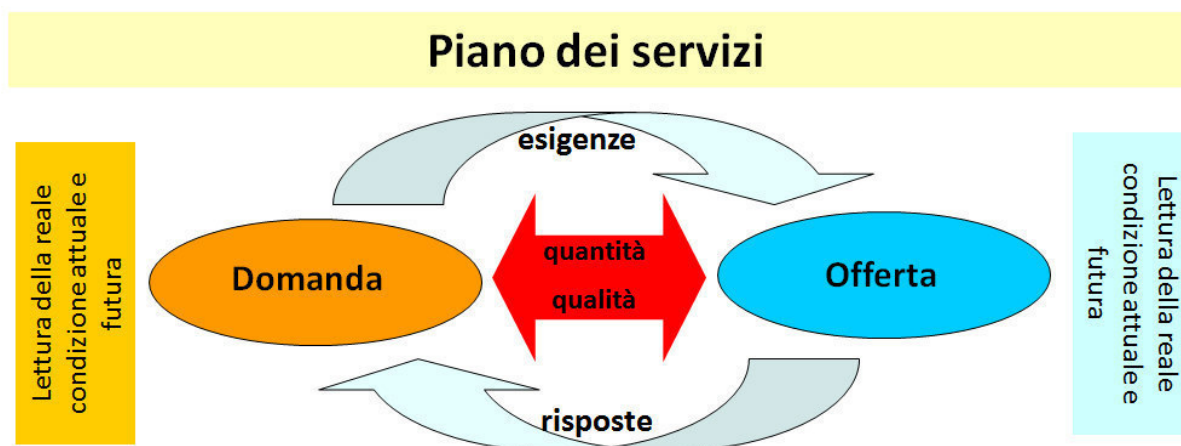 Piano dei servizi
esigenze
Lettura della reale
condizione attuale e
futura
Domanda
quantità
qualità
Offerta
Lettura della reale
condizione attuale e
futura
risposte